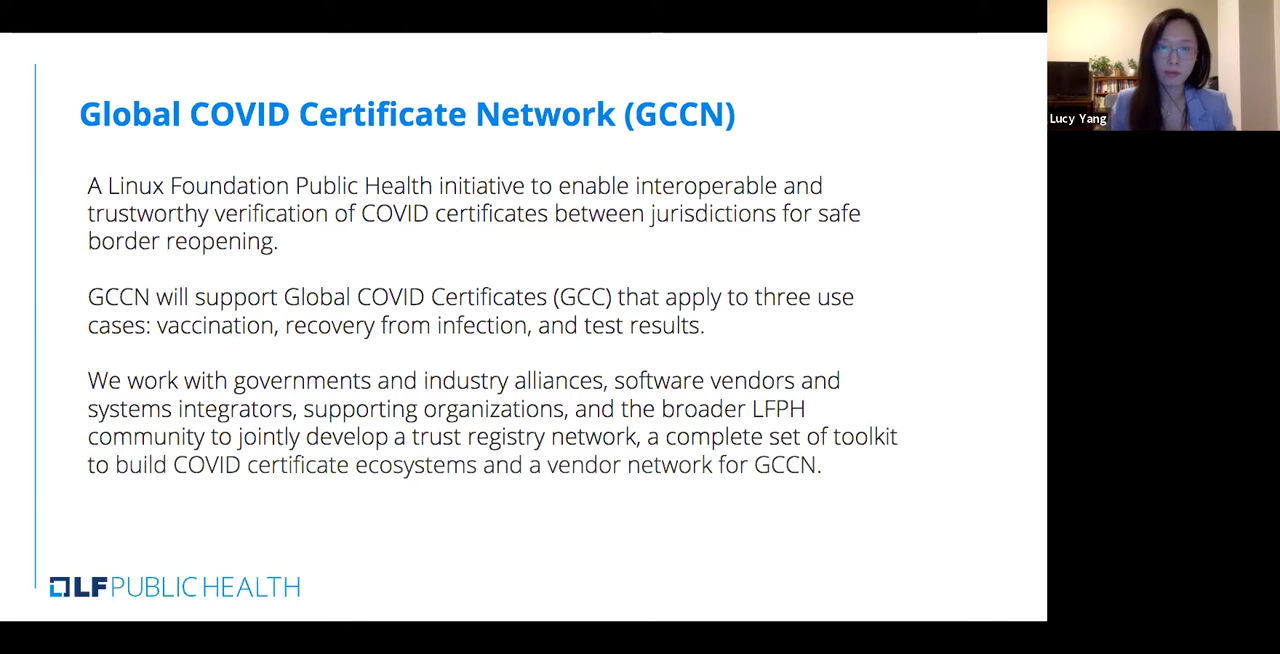 Global COVID Certificate Network (GCCN)
A Linux Foundation Public Health initiative to enable interoperable and
trustworthy verification of COVID certificates between jurisdictions for safe
border reopening.
GCCN will support Global COVID Certificates (GCC) that apply to three use
cases: vaccination, recovery from infection, and test results.
We work with governments and industry alliances, software vendors and
systems integrators, supporting organizations, and the broader LFPH
community to jointly develop a trust registry network, a complete set of toolkit
to build COVID certificate ecosystems and a vendor network for GCCN.
LF PUBLIC HEALTH
Lucy Yang